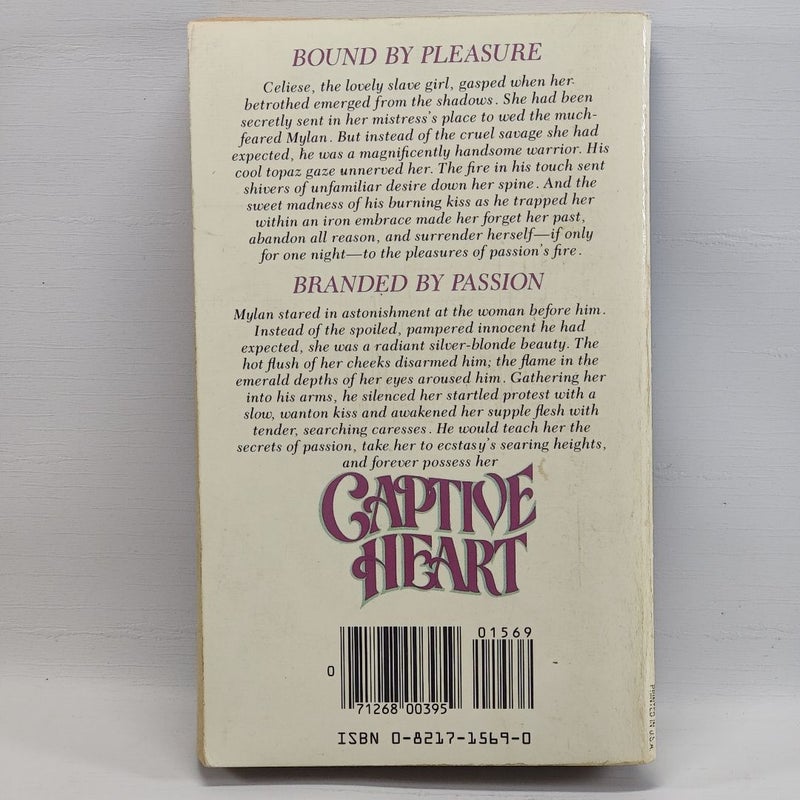 BOUND BY PLEASURE
Celiese, the lovely slave girl, gasped when her
betrothed emerged from the shadows. She had been
secretly sent in her mistress's place to wed the much-
feared Mylan. But instead of the cruel savage she had
expected, he was a magnificently handsome warrior. His
cool topaz gaze unnerved her. The fire in his touch sent
shivers of unfamiliar desire down her spine. And the
sweet madness of his burning kiss as he trapped her
within an iron embrace made her forget her past,
abandon all reason, and surrender herself—if only
for one night—to the pleasures of passion's fire.
BRANDED BY PASSION
Mylan stared in astonishment at the woman before him.
Instead of the spoiled, pampered innocent he had
expected, she was a radiant silver-blonde beauty. The
hot flush of her cheeks disarmed him; the flame in the
emerald depths of her eyes aroused him. Gathering her
into his arms, he silenced her startled protest with a
slow, wanton kiss and awakened her supple flesh with
tender, searching caresses. He would teach her the
secrets of passion, take her to ecstasy's searing heights,
and forever possess her
CAPTIVE
HEART
01569
0
71268 00395
ISBN 0-8217-1569-0
PRINTED IN U.S.A.